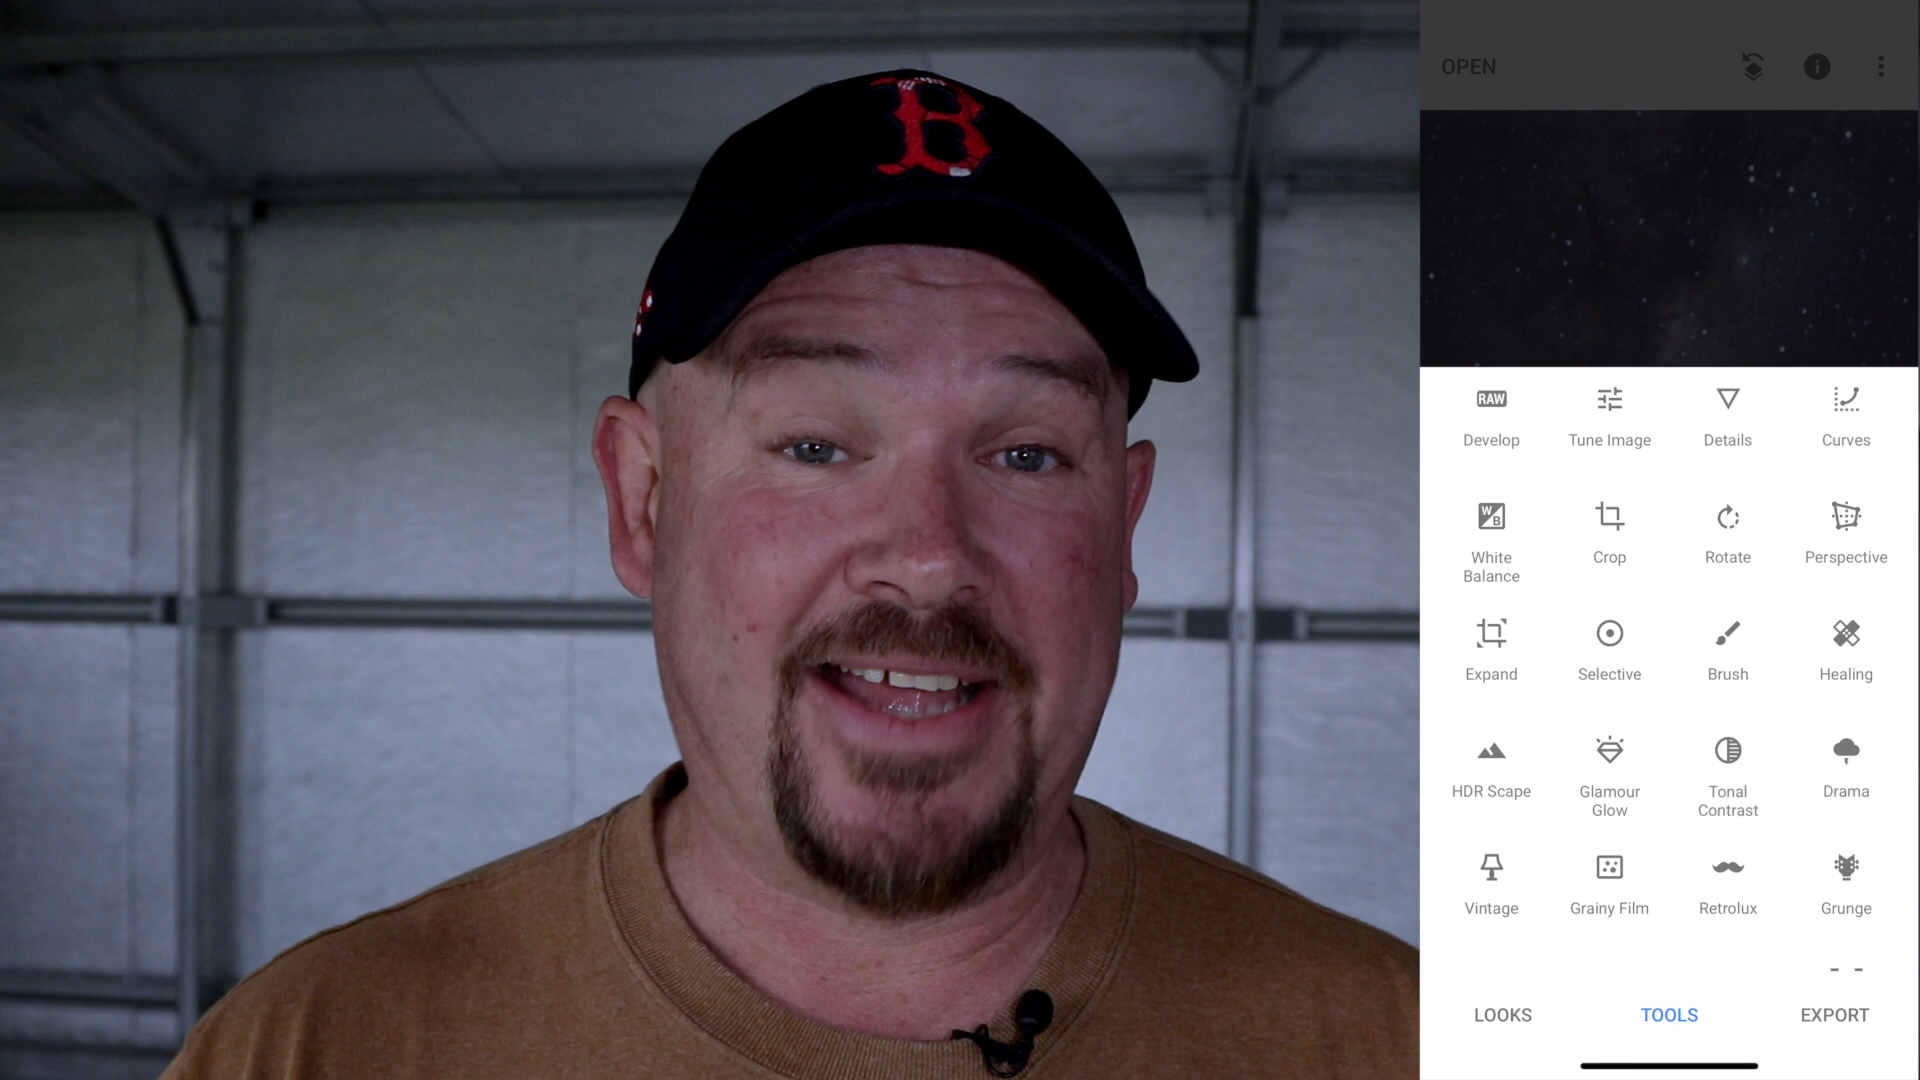 B
OPEN
RAW
Develop
Tune Image
Details
Curves
W
B
White
Balance
Crop
Rotate
Perspective
Expand
Selective
Brush
Healing
HDR Scape
Glamour
Glow
Tonal
Contrast
Drama
Vintage
Grainy Film
Retrolux
Grunge
LOOKS
TOOLS
EXPORT